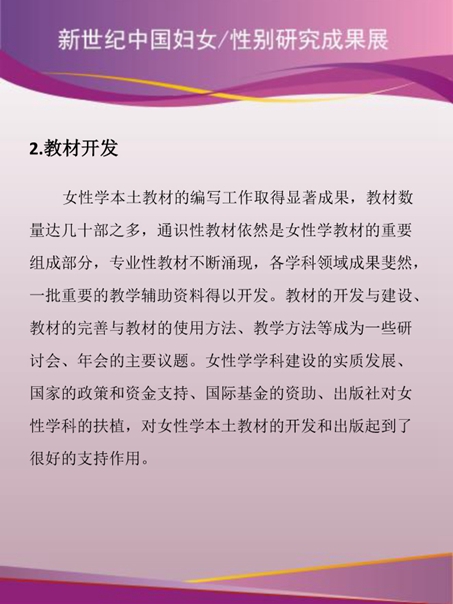 新世纪中国妇女/性别研究成果展
2.教材开发
女性学本土教材的编写工作取得显著成果，教材数
量达几十部之多，通识性教材依然是女性学教材的重要
组成部分，专业性教材不断涌现，各学科领域成果斐然，
一批重要的教学辅助资料得以开发。教材的开发与建设、
教材的完善与教材的使用方法、教学方法等成为一些研
讨会、年会的主要议题。女性学学科建设的实质发展、
国家的政策和资金支持、国际基金的资助、出版社对女
性学科的扶植，对女性学本土教材的开发和出版起到了
很好的支持作用。